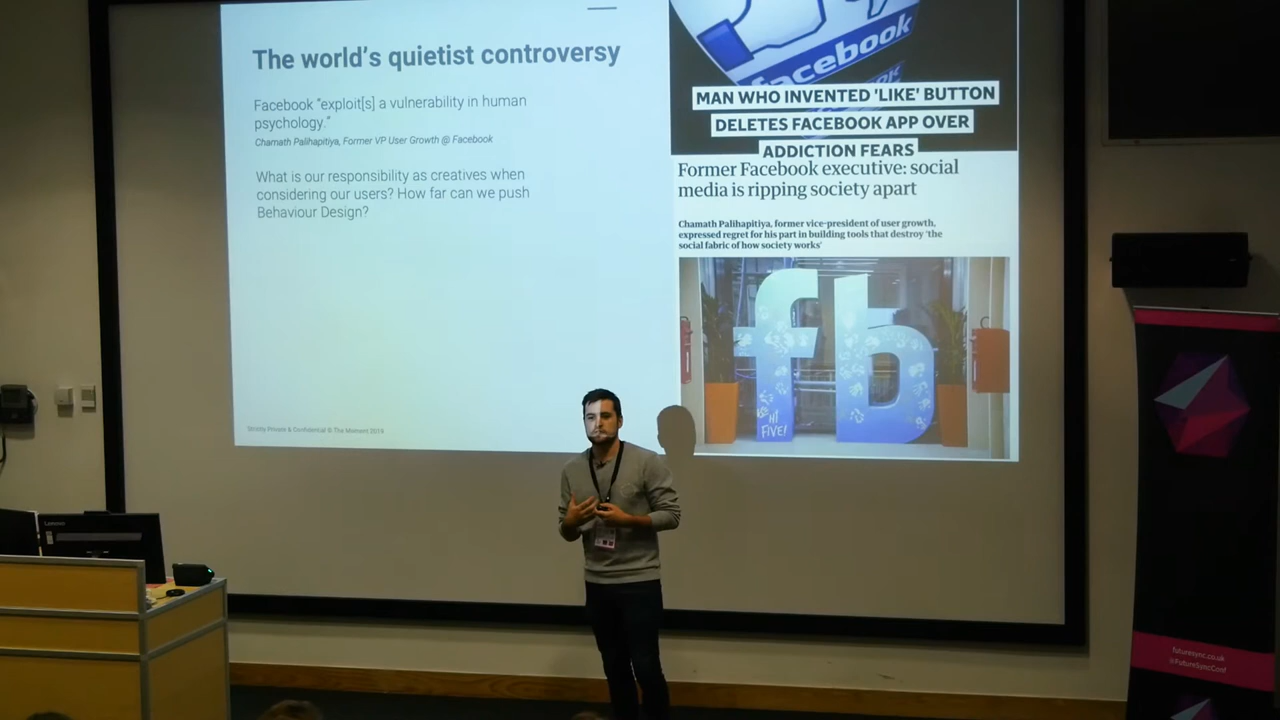 The world's quietist controversy
Facebook "exploit[s] a vulnerability in human
psychology."
Chamath Palihapitiya, Former VP User Growth @ Facebook
What is our responsibility as creatives when
considering our users? How far can we push
Behaviour Design?
Strictly Private & Confidential © The Moment 2019
facebook
MAN WHO INVENTED 'LIKE' BUTTON
DELETES FACEBOOK APP OVER
ADDICTION FEARS
Former Facebook executive: social
media is ripping society apart
Chamath Palihapitiya, former vice-president of user growth,
expressed regret for his part in building tools that destroy 'the
social fabric of how society works'
fb
HI
FIVE!
Lenovo
futuresync.co.uk
@FutureSyncConf